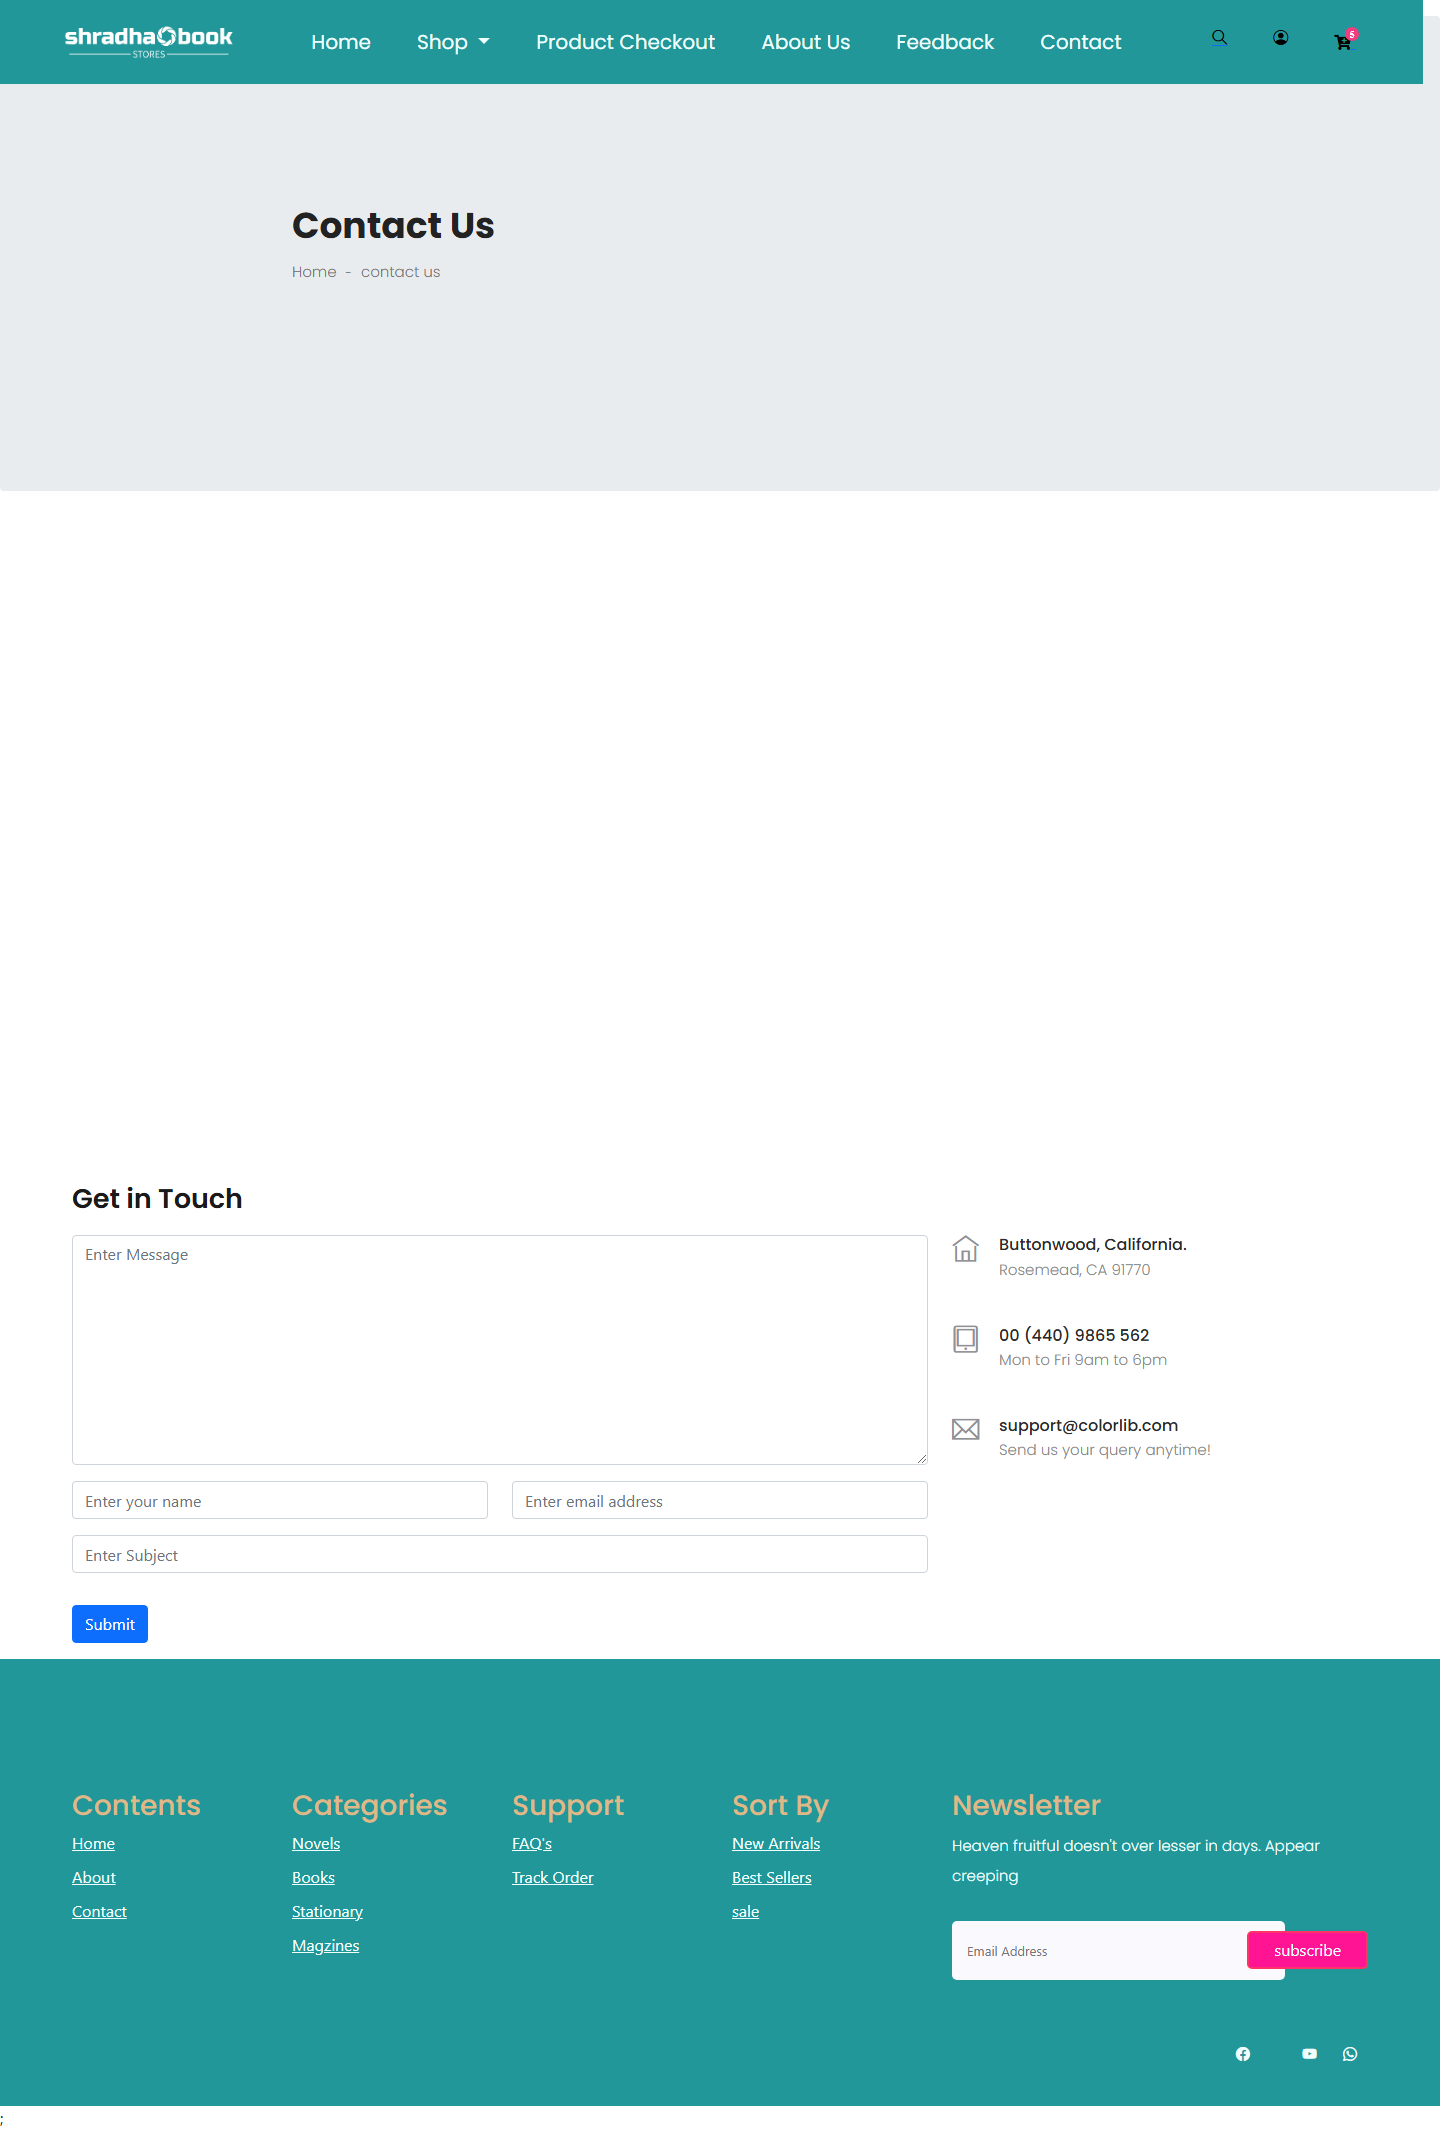 shradha book
STORES
Home
Shop
Product Checkout
About Us
Feedback
Contact
5
Contact Us
Home - contact us
Get in Touch
Enter Message
Enter your name
Enter email address
Enter Subject
Submit
Buttonwood, California.
Rosemead, CA 91770
00 (440) 9865 562
Mon to Fri 9am to 6pm
support@colorlib.com
Send us your query anytime!
Contents
Home
About
Contact
Categories
Novels
Books
Stationary
Magzines
Support
FAQ's
Track Order
Sort By
New Arrivals
Best Sellers
sale
Newsletter
Heaven fruitful doesn't over lesser in days. Appear
creeping
Email Address
subscribe
;